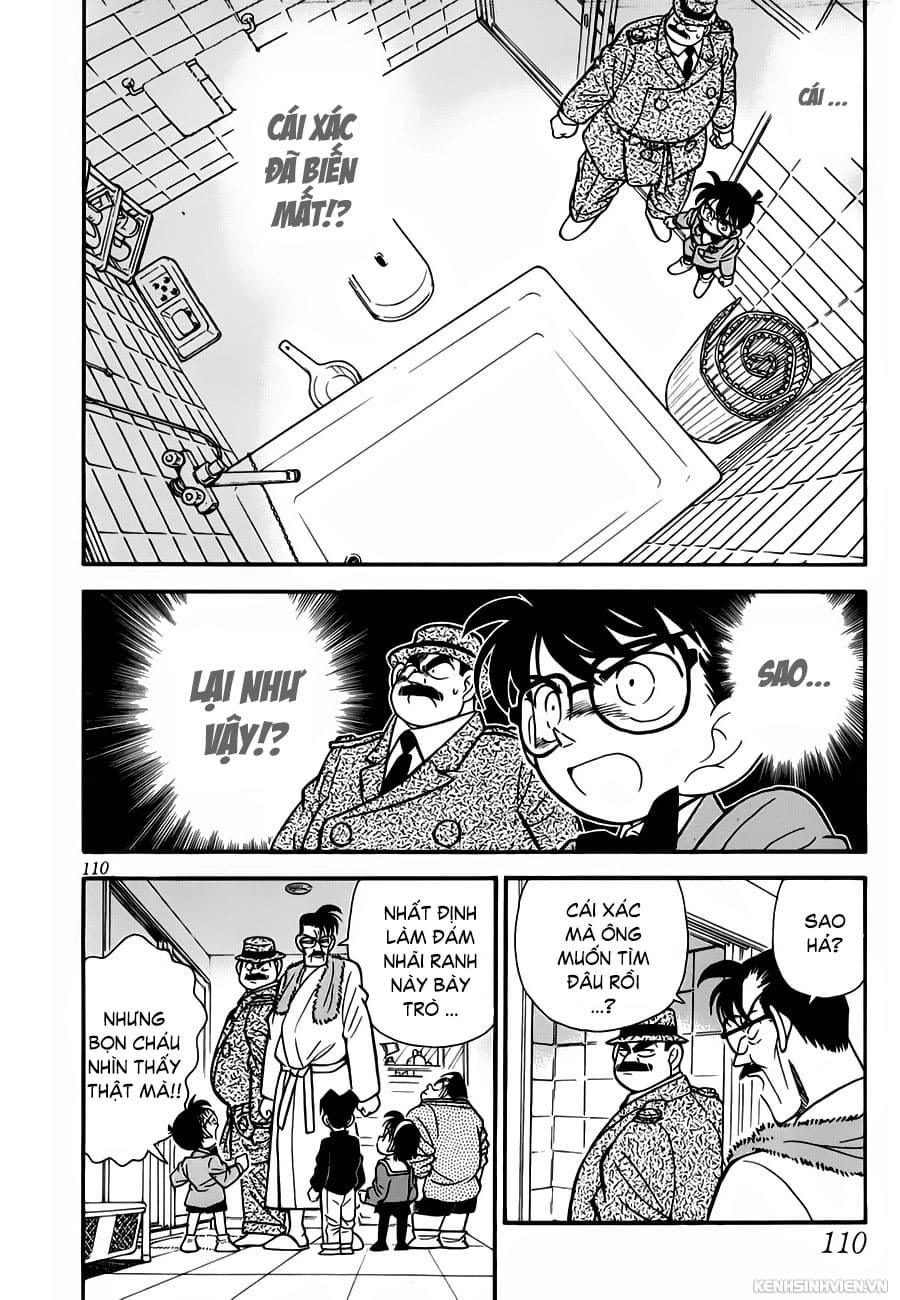 CÁI ...
CÁI XÁC
ĐÃ BIẾN
MẤT!?
SAO...
LẠI NHƯ
VẬY!?
110
SAO
HẢ?
CÁI XÁC
MÀ ÔNG
MUỐN TÌM
ĐÂU RỒI
...?
NHẤT ĐỊNH
LÀ ĐÁM
NHÃI RANH
NÀY BÀY
TRÒ ...
NHƯNG
BỌN CHÁU
NHÌN THẤY
THẬT MÀ!!
110
KENHSINHVIEN.VN